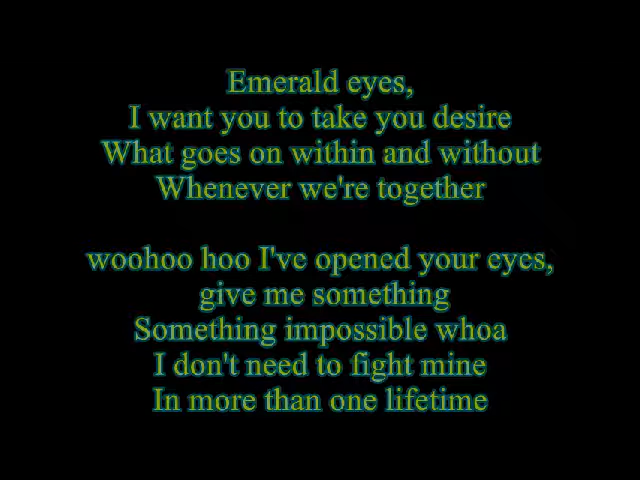 Emerald eyes,
I want you to take you desire
What goes on within and without
Whenever we're together
woohoo hoo I've opened your eyes,
give me something
Something impossible whoa
I don't need to fight mine
In more than one lifetime